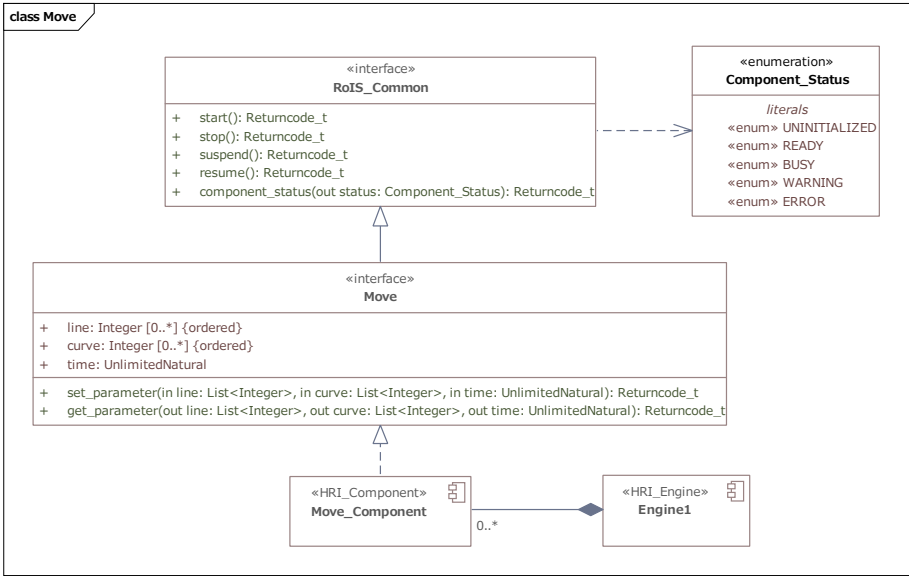 class Move
«interface»
RoIS_Common
+ start(): Returncode_t
+ stop(): Returncode_t
+ suspend(): Returncode_t
+ resume(): Returncode_t
+ component_status(out status: Component_Status): Returncode_t
«enumeration»
Component_Status
literals
«enum» UNINITIALIZED
«enum» READY
«enum» BUSY
«enum» WARNING
«enum» ERROR
«interface»
Move
+ line: Integer [0..*] {ordered}
+ curve: Integer [0..*] {ordered}
+ time: UnlimitedNatural
+ set_parameter(in line: List<Integer>, in curve: List<Integer>, in time: UnlimitedNatural): Returncode_t
+ get_parameter(out line: List<Integer>, out curve: List<Integer>, out time: UnlimitedNatural): Returncode_t
«HRI_Component»
Move_Component
0..*
«HRI_Engine»
Engine1